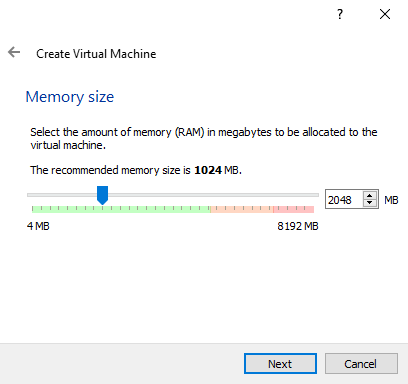 ?
Create Virtual Machine
Memory size
Select the amount of memory (RAM) in megabytes to be allocated to the
virtual machine.
The recommended memory size is 1024 MB.
2048 MB
4 MB 8192 MB
Next Cancel